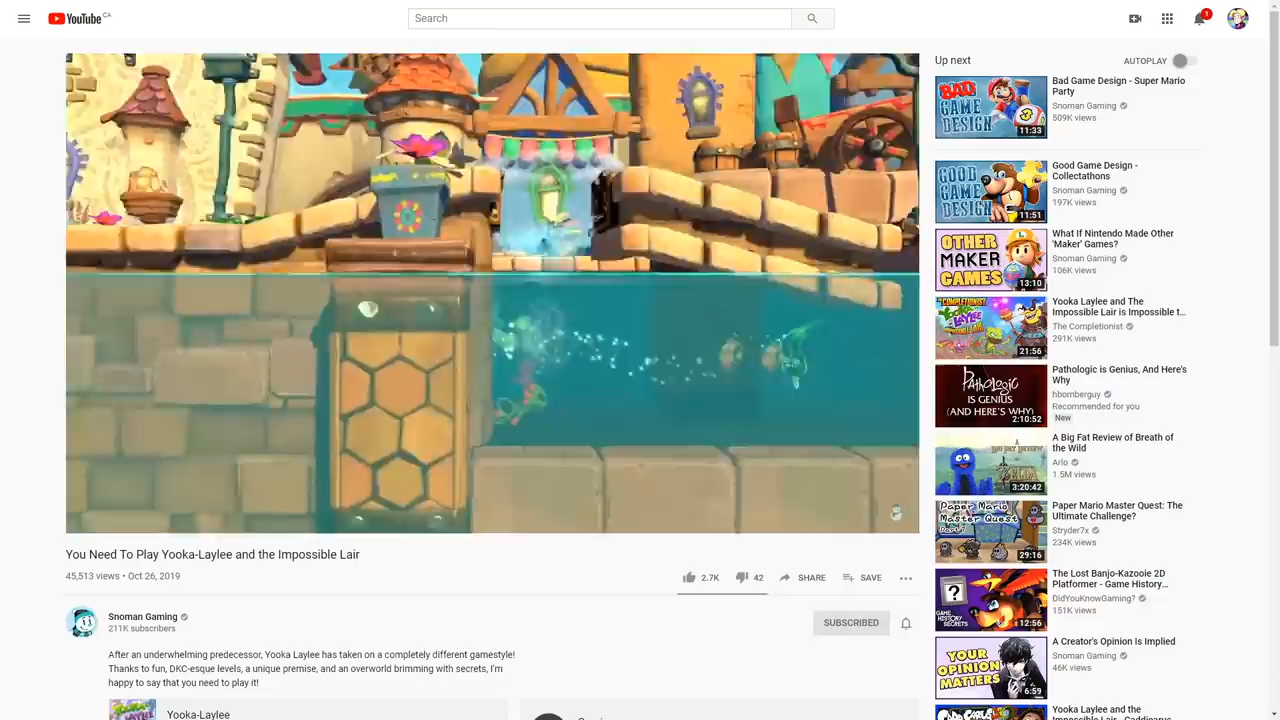 YouTube CA
Search
1
Up next
AUTOPLAY
BAD
GAME
DESIGN
11:33
Bad Game Design - Super Mario
Party
Snoman Gaming
509K views
GOOD
GAME
DESIGN
11:51
Good Game Design -
Collectathons
Snoman Gaming
197K views
OTHER
MAKER
GAMES
13:10
What If Nintendo Made Other
'Maker' Games?
Snoman Gaming
106K views
THE COMPLETIONIST
21:56
Yooka Laylee and The
Impossible Lair is Impossible t...
The Completionist
291K views
PATHOLOGIC
IS GENIUS
(AND HERE'S WHY)
2:10:52
Pathologic is Genius, And Here's
Why
hbomberguy
Recommended for you
New
3:20:42
A Big Fat Review of Breath of
the Wild
Arlo
1.5M views
Paper Mario
Master Quest
29:16
Paper Mario Master Quest: The
Ultimate Challenge?
Stryder7x
234K views
?
GAME HISTORY
SECRETS
12:56
The Lost Banjo-Kazooie 2D
Platformer - Game History...
DidYouKnowGaming?
151K views
YOUR
OPINION
MATTERS
6:59
A Creator's Opinion Is Implied
Snoman Gaming
46K views
Yooka Laylee and the
You Need To Play Yooka-Laylee and the Impossible Lair
45,513 views • Oct 26, 2019
2.7K
42
SHARE
SAVE
Snoman Gaming
211K subscribers
SUBSCRIBED
After an underwhelming predecessor, Yooka Laylee has taken on a completely different gamestyle!
Thanks to fun, DKC-esque levels, a unique premise, and an overworld brimming with secrets, I'm
happy to say that you need to play it!
Yooka-Laylee